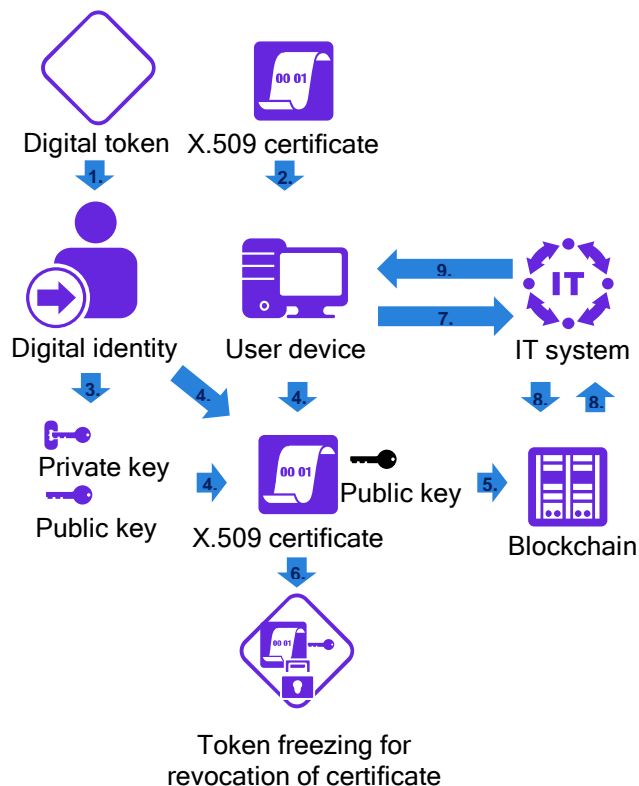 00 01
Digital token
X.509 certificate
1.
2.
9.
IT
7.
Digital identity
User device
IT system
3.
4.
4.
8.
8.
00 01
Private key
4.
Public key
5.
Public key
X.509 certificate
Blockchain
6.
00 01
Token freezing for
revocation of certificate